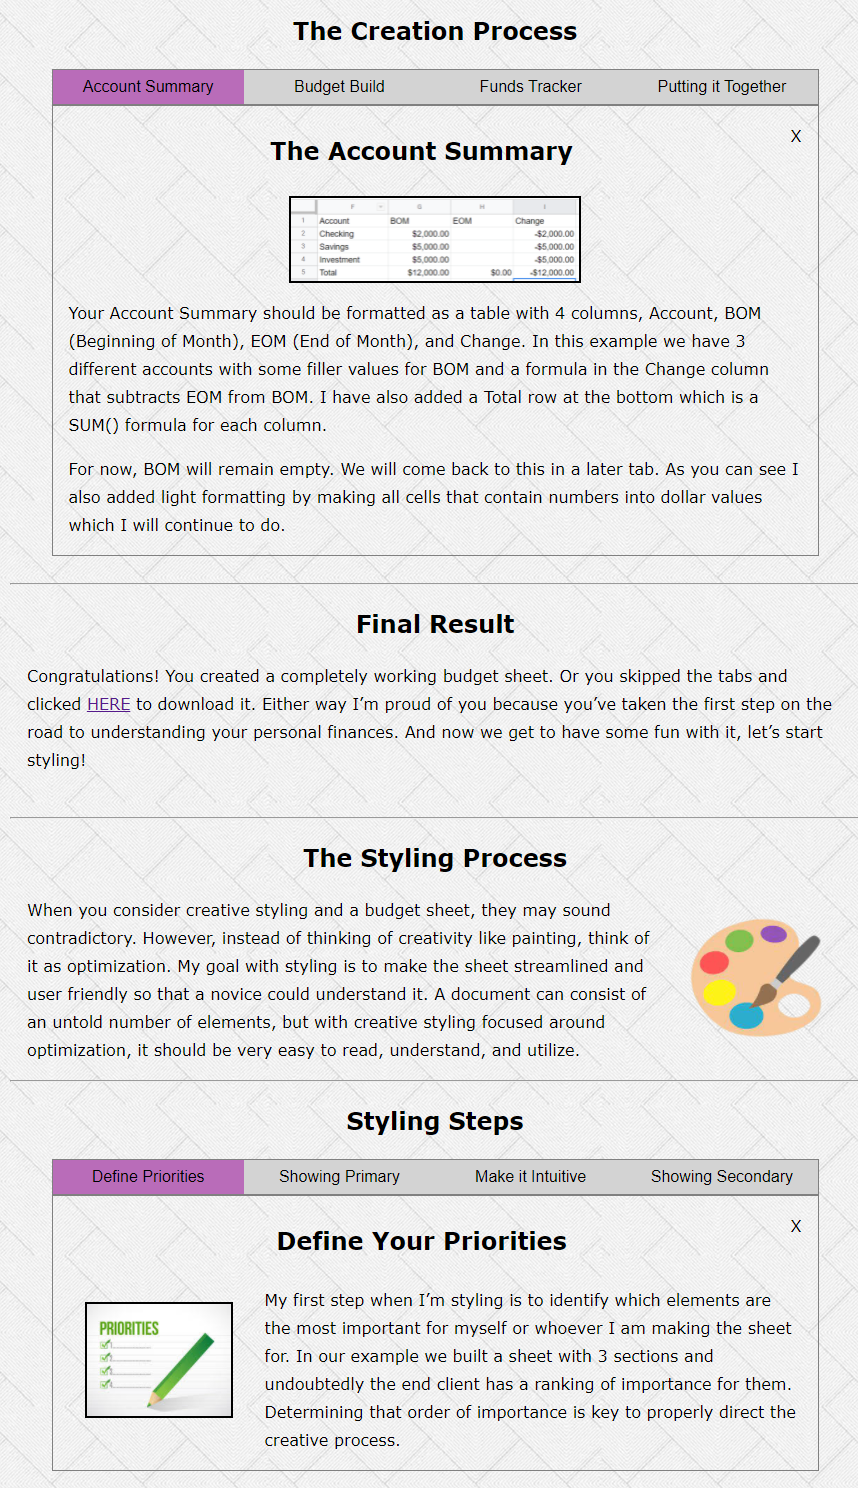 The Creation Process
Account Summary Budget Build Funds Tracker Putting it Together
X
The Account Summary
F G H I
1 Account BOM EOM Change
2 Checking $2,000.00 -$2,000.00
3 Savings $5,000.00 -$5,000.00
4 Investment $5,000.00 -$5,000.00
5 Total $12,000.00 $0.00 -$12,000.00
Your Account Summary should be formatted as a table with 4 columns, Account, BOM
(Beginning of Month), EOM (End of Month), and Change. In this example we have 3
different accounts with some filler values for BOM and a formula in the Change column
that subtracts EOM from BOM. I have also added a Total row at the bottom which is a
SUM() formula for each column.
For now, BOM will remain empty. We will come back to this in a later tab. As you can see I
also added light formatting by making all cells that contain numbers into dollar values
which I will continue to do.
Final Result
Congratulations! You created a completely working budget sheet. Or you skipped the tabs and
clicked HERE to download it. Either way I’m proud of you because you’ve taken the first step on the
road to understanding your personal finances. And now we get to have some fun with it, let’s start
styling!
The Styling Process
When you consider creative styling and a budget sheet, they may sound
contradictory. However, instead of thinking of creativity like painting, think of
it as optimization. My goal with styling is to make the sheet streamlined and
user friendly so that a novice could understand it. A document can consist of
an untold number of elements, but with creative styling focused around
optimization, it should be very easy to read, understand, and utilize.
Styling Steps
Define Priorities Showing Primary Make it Intuitive Showing Secondary
X
Define Your Priorities
PRIORITIES
My first step when I’m styling is to identify which elements are
the most important for myself or whoever I am making the sheet
for. In our example we built a sheet with 3 sections and
undoubtedly the end client has a ranking of importance for them.
Determining that order of importance is key to properly direct the
creative process.